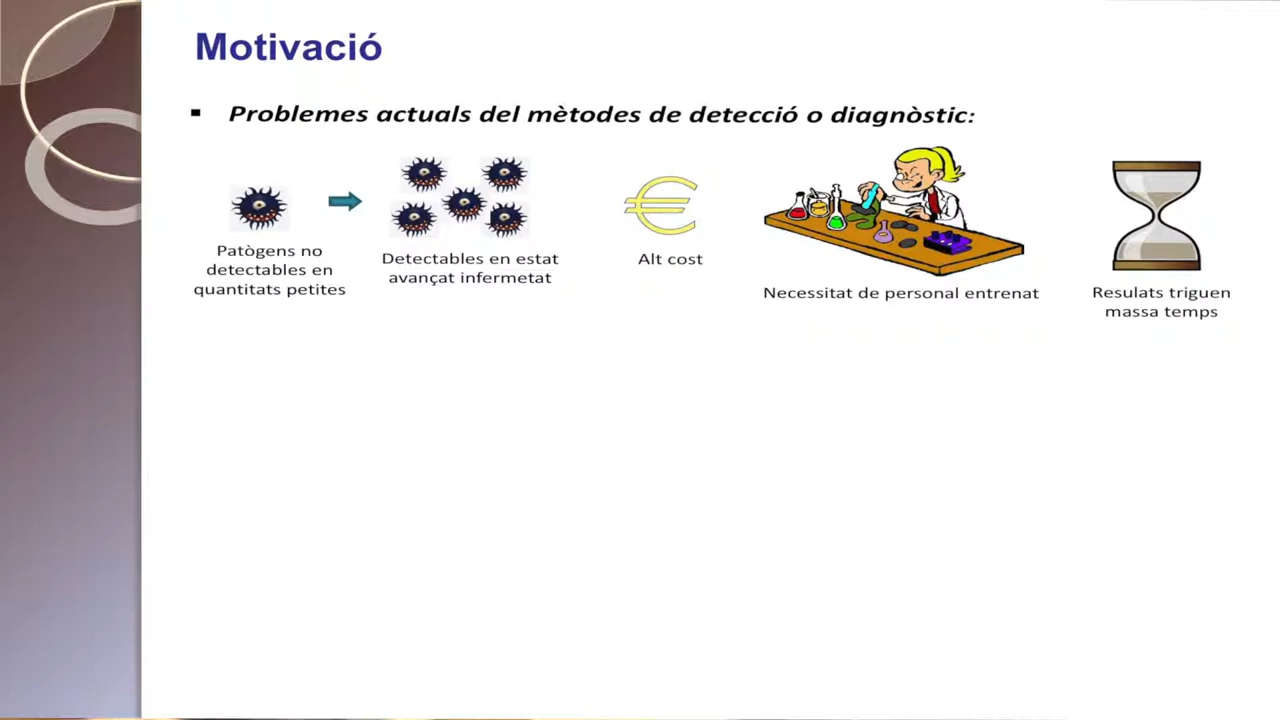 Motivació
Problemes actuals del mètodes de detecció o diagnòstic:
Patògens no
detectables en
quantitats petites
Detectables en estat
avançat infermetat
Alt cost
Necessitat de personal entrenat
Resulats triguen
massa temps